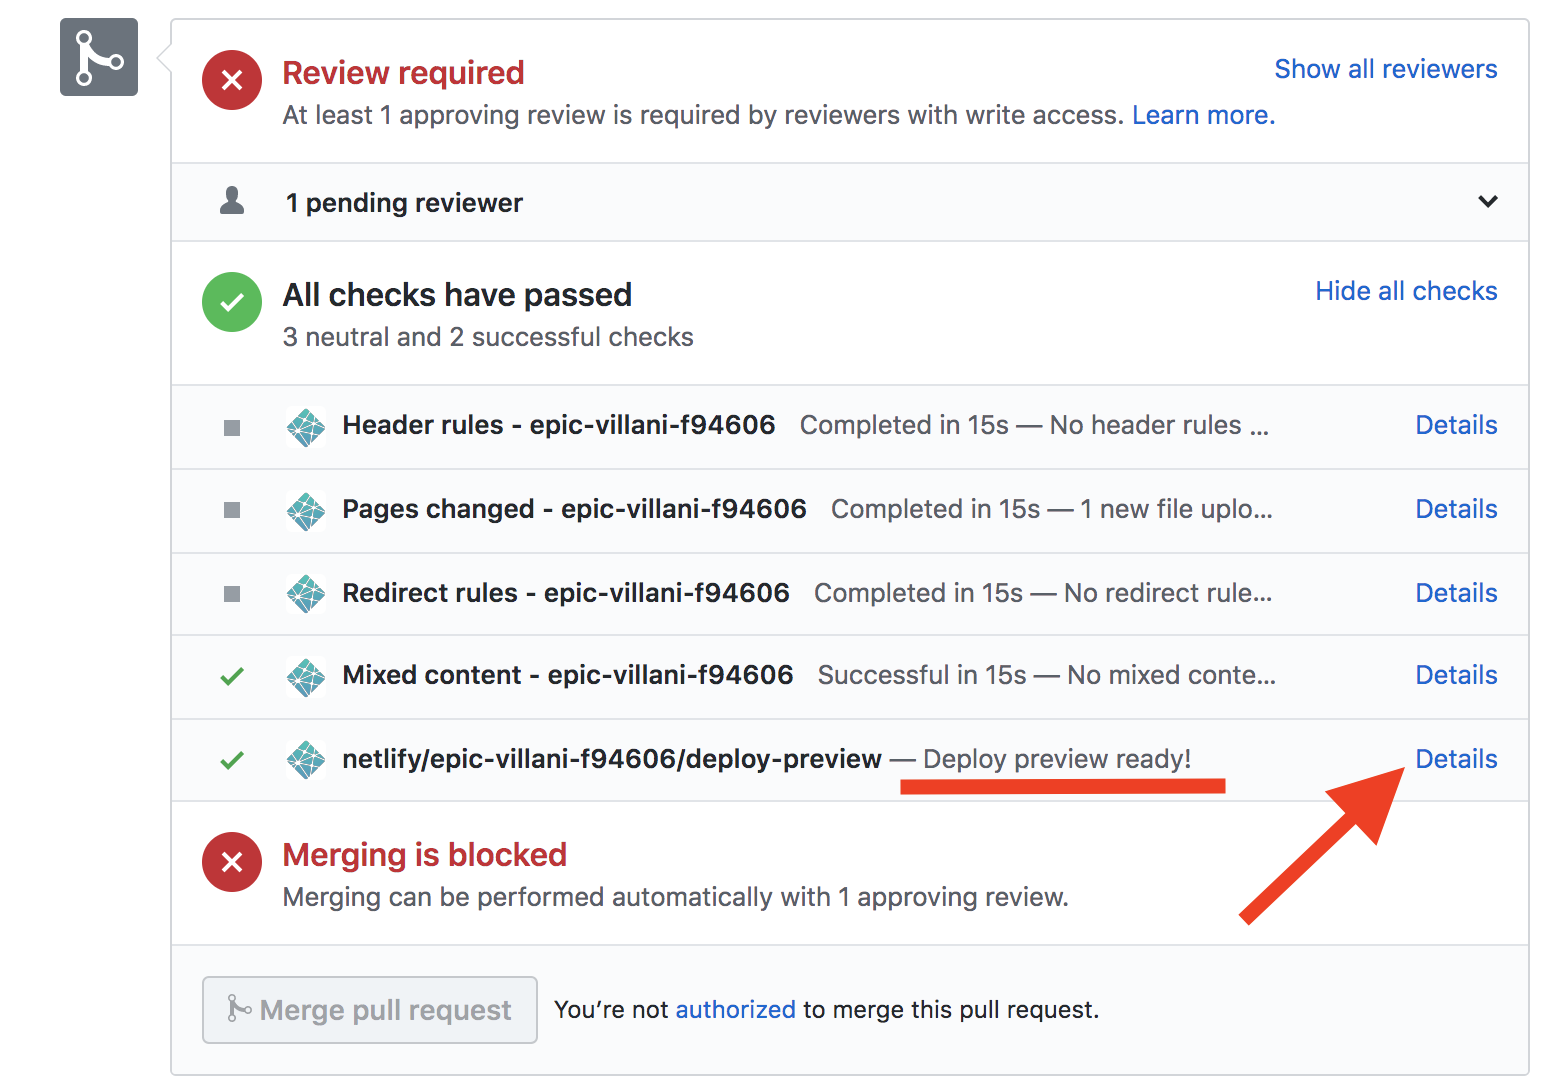 Review required
Show all reviewers
At least 1 approving review is required by reviewers with write access. Learn more.
1 pending reviewer
All checks have passed
Hide all checks
3 neutral and 2 successful checks
Header rules - epic-villani-f94606 Completed in 15s — No header rules ... Details
Pages changed - epic-villani-f94606 Completed in 15s — 1 new file uplo... Details
Redirect rules - epic-villani-f94606 Completed in 15s — No redirect rule... Details
Mixed content - epic-villani-f94606 Successful in 15s — No mixed conte... Details
netlify/epic-villani-f94606/deploy-preview — Deploy preview ready! Details
Merging is blocked
Merging can be performed automatically with 1 approving review.
Merge pull request You’re not authorized to merge this pull request.